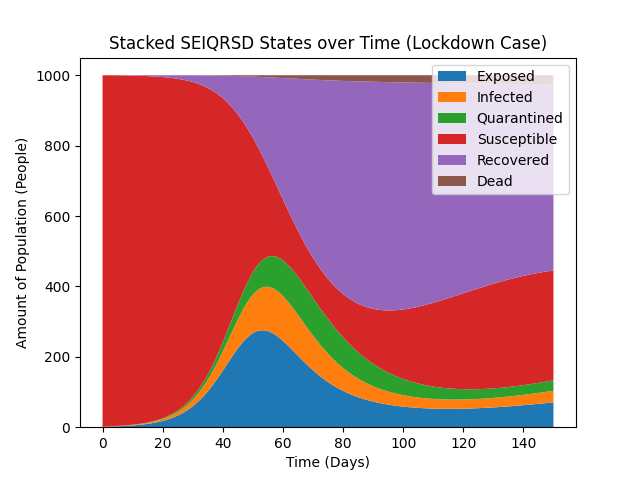 Stacked SEIQRSD States over Time (Lockdown Case)
Amount of Population (People)
1000
800
600
400
200
0
0 20 40 60 80 100 120 140
Time (Days)
Exposed
Infected
Quarantined
Susceptible
Recovered
Dead